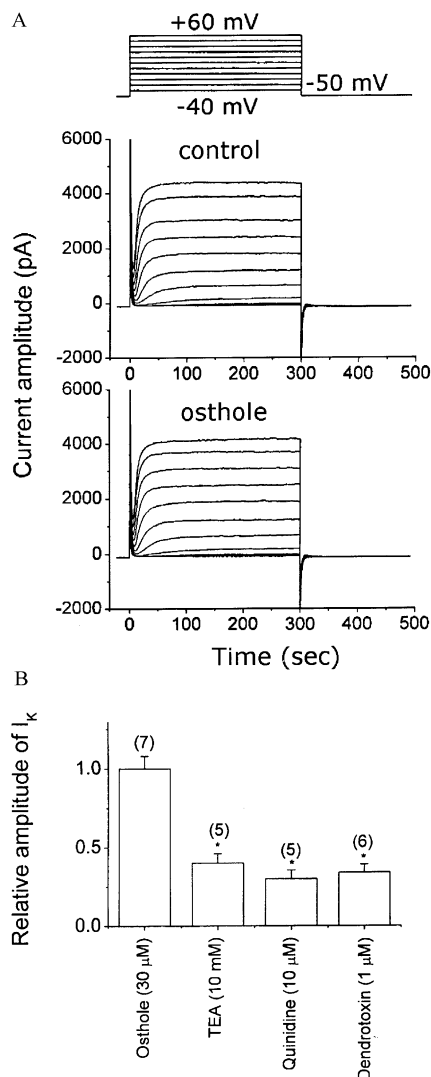 A
+60 mV
-50 mV
-40 mV
control
6000
4000
2000
0
-2000
0 100 200 300 400 500
Current amplitude (pA)
osthole
6000
4000
2000
0
-2000
0 100 200 300 400 500
Time (sec)
B
Relative amplitude of I_K
1.0
0.5
0.0
(7)
(5)
*
(5)
*
(6)
*
Osthole (30 μM)
TEA (10 mM)
Quinidine (10 μM)
Dendrotoxin (1 μM)